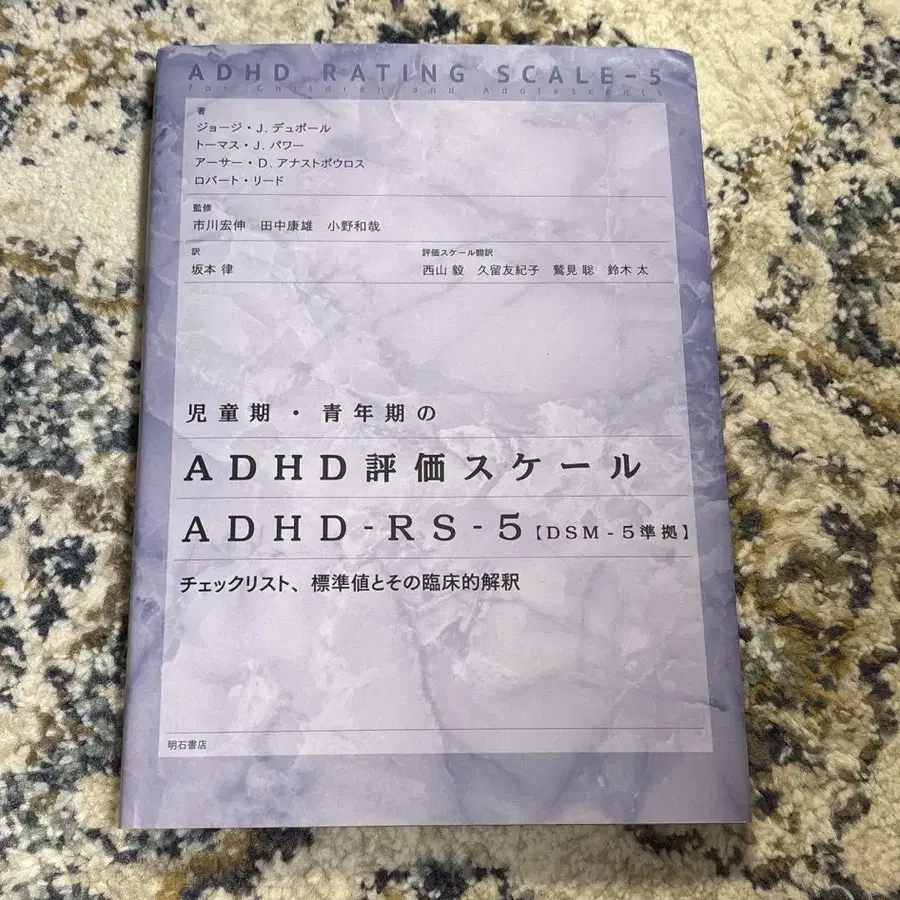 ADHD RATING SCALE-5
for Children and Adolescents
著
ジョージ・J. デュポール
トーマス・J. パワー
アーサー・D. アナストポウロス
ロバート・リード
監修
市川宏伸 田中康雄 小野和哉
訳
坂本 律
評価スケール翻訳
西山 毅 久留友紀子 鷲見 聡 鈴木 太
児童期・青年期の
ADHD評価スケール
ADHD-RS-5【DSM-5準拠】
チェックリスト、標準値とその臨床的解釈
明石書店